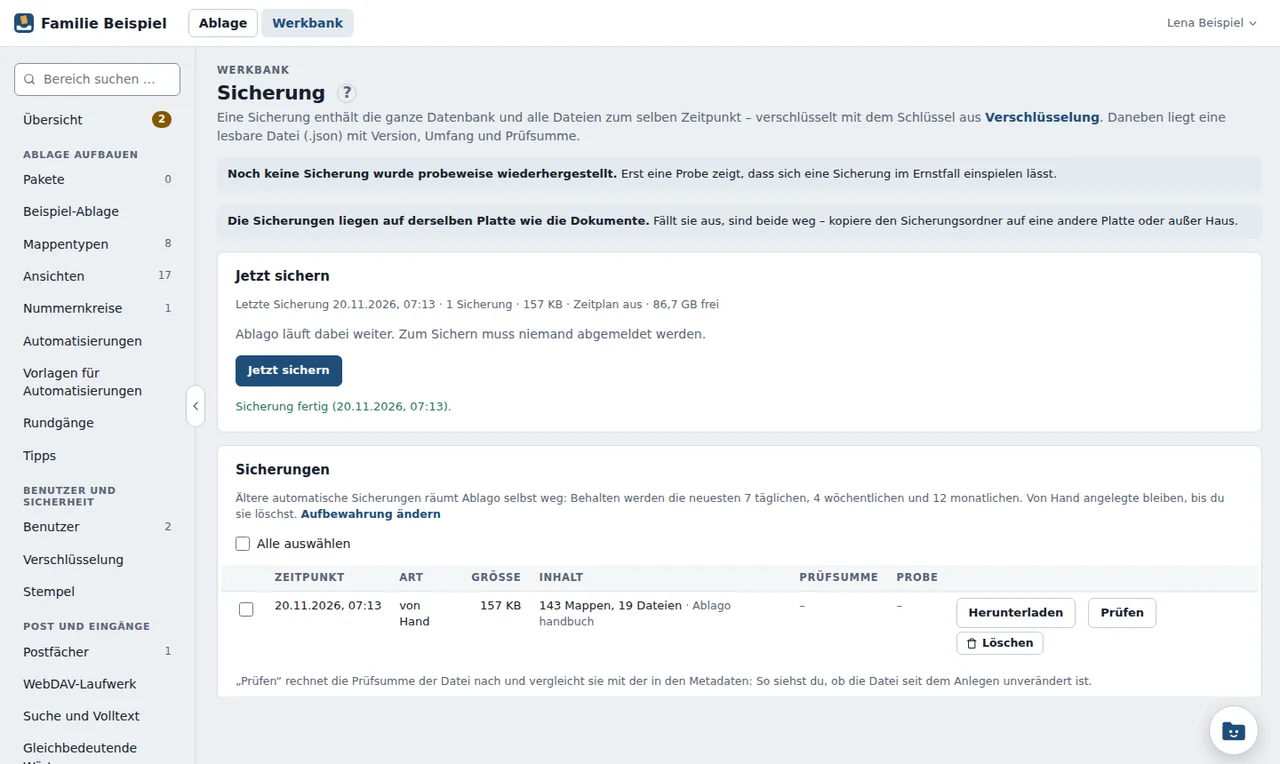 Familie Beispiel
Ablage
Werkbank
Lena Beispiel
Bereich suchen ...
Übersicht 2
ABLAGE AUFBAUEN
Pakete 0
Beispiel-Ablage
Mappentypen 8
Ansichten 17
Nummernkreise 1
Automatisierungen
Vorlagen für
Automatisierungen
Rundgänge
Tipps
BENUTZER UND
SICHERHEIT
Benutzer 2
Verschlüsselung
Stempel
POST UND EINGÄNGE
Postfächer 1
WebDAV-Laufwerk
Suche und Volltext
Gleichbedeutende
WERKBANK
Sicherung ?
Eine Sicherung enthält die ganze Datenbank und alle Dateien zum selben Zeitpunkt – verschlüsselt mit dem Schlüssel aus Verschlüsselung. Daneben liegt eine
lesbare Datei (.json) mit Version, Umfang und Prüfsumme.
Noch keine Sicherung wurde probeweise wiederhergestellt. Erst eine Probe zeigt, dass sich eine Sicherung im Ernstfall einspielen lässt.
Die Sicherungen liegen auf derselben Platte wie die Dokumente. Fällt sie aus, sind beide weg – kopiere den Sicherungsordner auf eine andere Platte oder außer Haus.
Jetzt sichern
Letzte Sicherung 20.11.2026, 07:13 · 1 Sicherung · 157 KB · Zeitplan aus · 86,7 GB frei
Ablago läuft dabei weiter. Zum Sichern muss niemand abgemeldet werden.
Jetzt sichern
Sicherung fertig (20.11.2026, 07:13).
Sicherungen
Ältere automatische Sicherungen räumt Ablago selbst weg: Behalten werden die neuesten 7 täglichen, 4 wöchentlichen und 12 monatlichen. Von Hand angelegte bleiben, bis du
sie löschst. Aufbewahrung ändern
Alle auswählen
ZEITPUNKT ART GRÖSSE INHALT PRÜFSUMME PROBE
20.11.2026, 07:13 von 157 KB 143 Mappen, 19 Dateien · Ablago – – Herunterladen Prüfen
Hand handbuch
Löschen
„Prüfen“ rechnet die Prüfsumme der Datei nach und vergleicht sie mit der in den Metadaten: So siehst du, ob die Datei seit dem Anlegen unverändert ist.